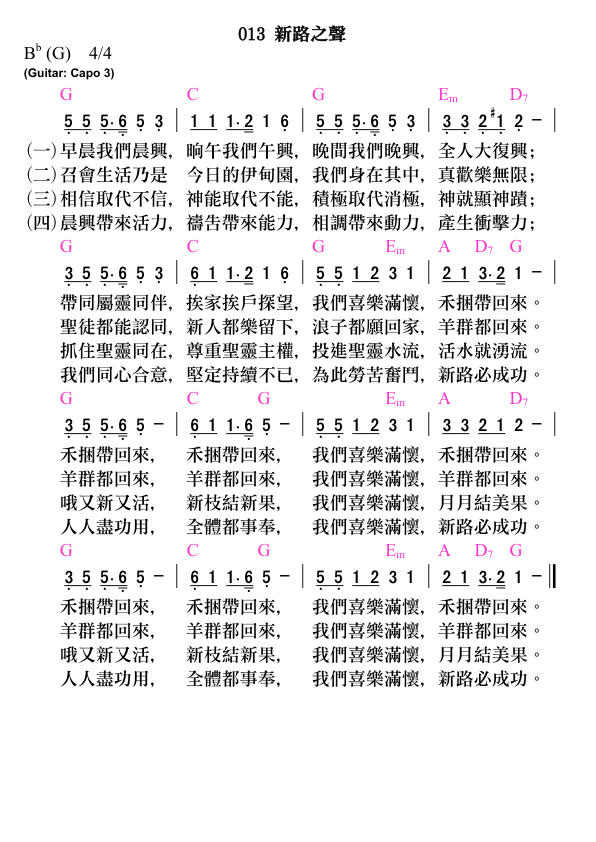 013 新路之聲
B♭ (G) 4/4
(Guitar: Capo 3)
G C G Em D7
5 5 5. 6 5 3 | 1 1 1. 2 1 6 | 5 5 5. 6 5 3 | 3 3 2 #1 2 – |
(一)早晨我們晨興，晌午我們午興，晚間我們晚興，全人大復興；
(二)召會生活乃是 今日的伊甸園，我們身在其中，真歡樂無限；
(三)相信取代不信，神能取代不能，積極取代消極，神就顯神蹟；
(四)晨興帶來活力，禱告帶來能力，相調帶來動力，產生衝擊力；
G C G Em A D7 G
3 5 5. 6 5 3 | 6 1 1. 2 1 6 | 5 5 1 2 3 1 | 2 1 3. 2 1 – |
帶同屬靈同伴，挨家挨戶探望，我們喜樂滿懷，禾捆帶回來。
聖徒都能認同，新人都樂留下，浪子都願回家，羊群都回來。
抓住聖靈同在，尊重聖靈主權，投進聖靈水流，活水就湧流。
我們同心合意，堅定持續不已，為此勞苦奮鬥，新路必成功。
G C G Em A D7
3 5 5. 6 5 – | 6 1 1. 6 5 – | 5 5 1 2 3 1 | 3 3 2 1 2 – |
禾捆帶回來，禾捆帶回來，我們喜樂滿懷，禾捆帶回來。
羊群都回來，羊群都回來，我們喜樂滿懷，羊群都回來。
哦又新又活，新枝結新果，我們喜樂滿懷，月月結美果。
人人盡功用，全體都事奉，我們喜樂滿懷，新路必成功。
G C G Em A D7 G
3 5 5. 6 5 – | 6 1 1. 6 5 – | 5 5 1 2 3 1 | 2 1 3. 2 1 – ||
禾捆帶回來，禾捆帶回來，我們喜樂滿懷，禾捆帶回來。
羊群都回來，羊群都回來，我們喜樂滿懷，羊群都回來。
哦又新又活，新枝結新果，我們喜樂滿懷，月月結美果。
人人盡功用，全體都事奉，我們喜樂滿懷，新路必成功。